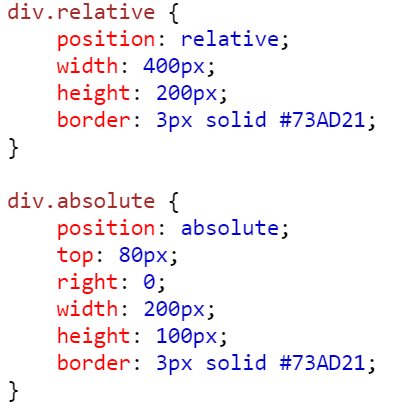 div.relative {
    position: relative;
    width: 400px;
    height: 200px;
    border: 3px solid #73AD21;
}

div.absolute {
    position: absolute;
    top: 80px;
    right: 0;
    width: 200px;
    height: 100px;
    border: 3px solid #73AD21;
}